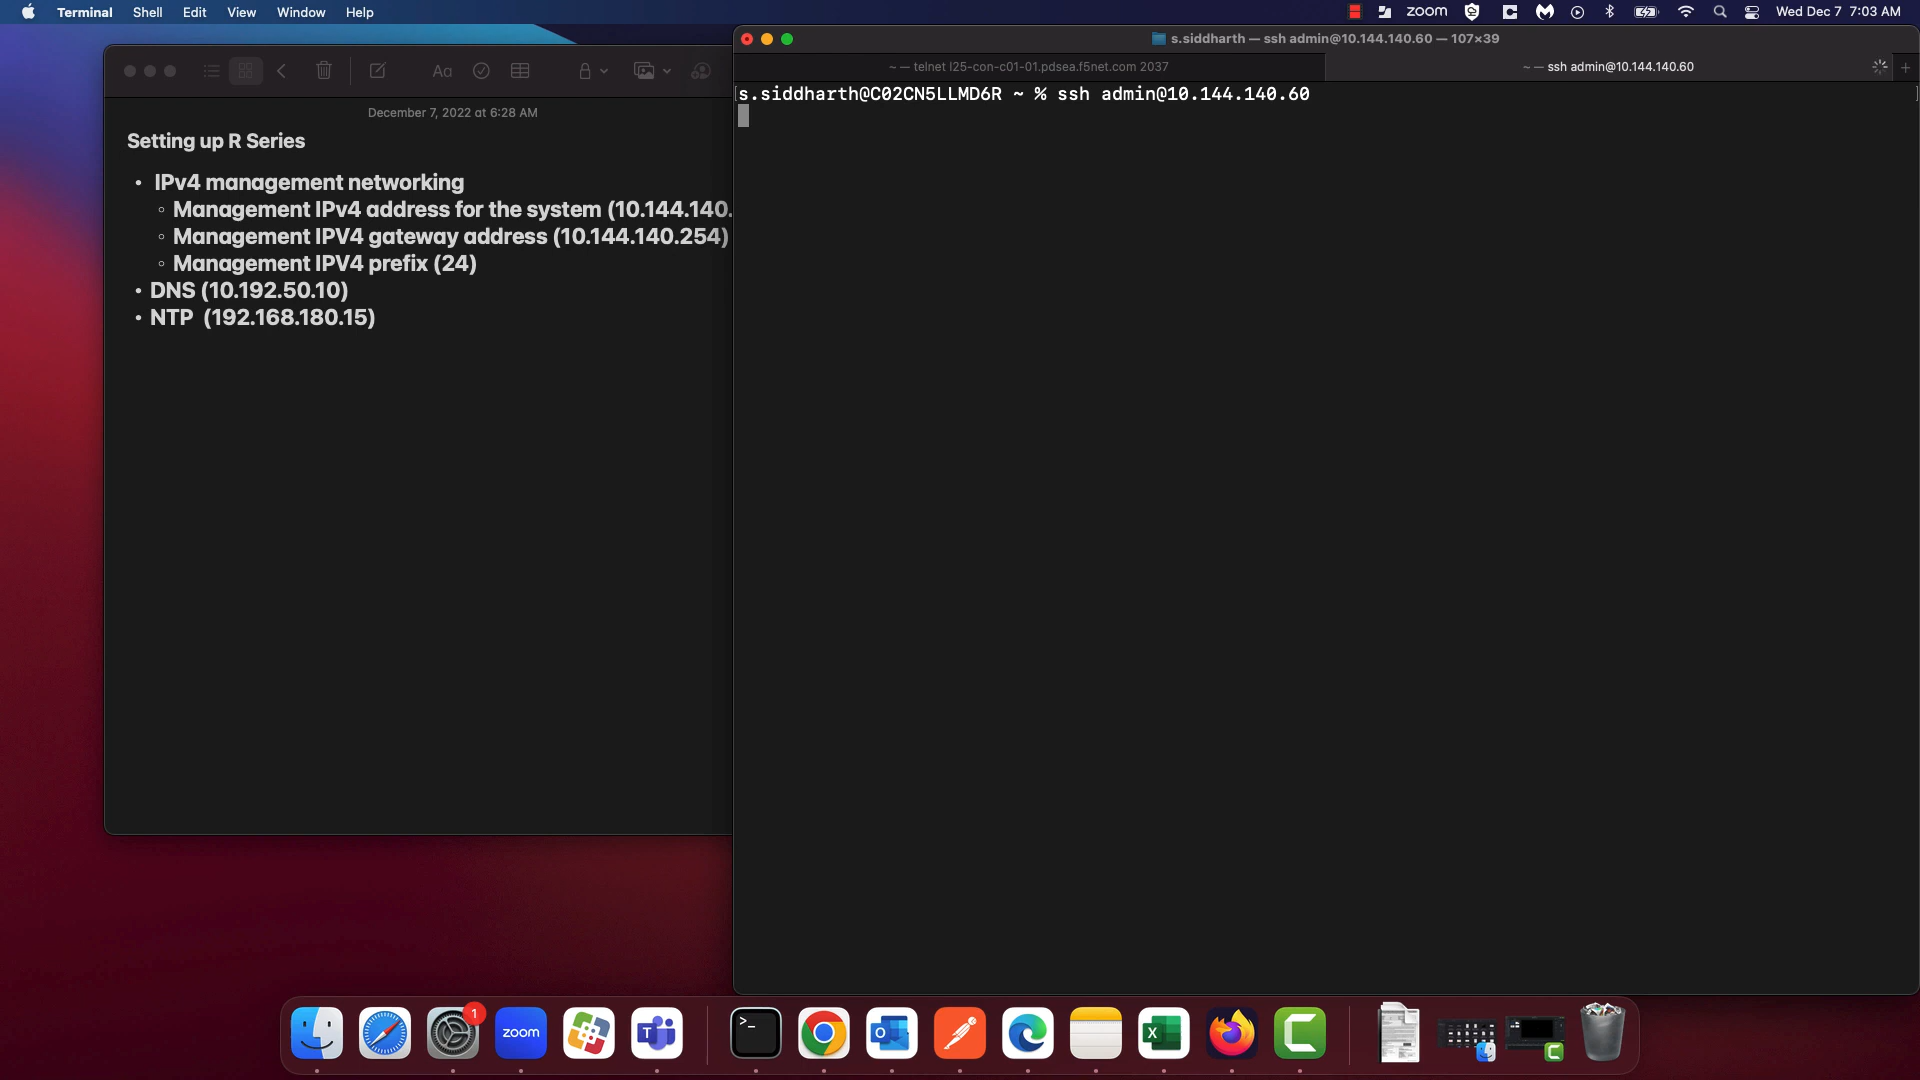 Terminal Shell Edit View Window Help
zoom
Wed Dec 7 7:03 AM
s.siddharth — ssh admin@10.144.140.60 — 107×39
~ — telnet l25-con-c01-01.pdsea.f5net.com 2037
~ — ssh admin@10.144.140.60
Aa
December 7, 2022 at 6:28 AM
Setting up R Series
• IPv4 management networking
◦ Management IPv4 address for the system (10.144.140.
◦ Management IPV4 gateway address (10.144.140.254)
◦ Management IPV4 prefix (24)
• DNS (10.192.50.10)
• NTP (192.168.180.15)
[s.siddharth@C02CN5LLMD6R ~ % ssh admin@10.144.140.60 ]
1
zoom